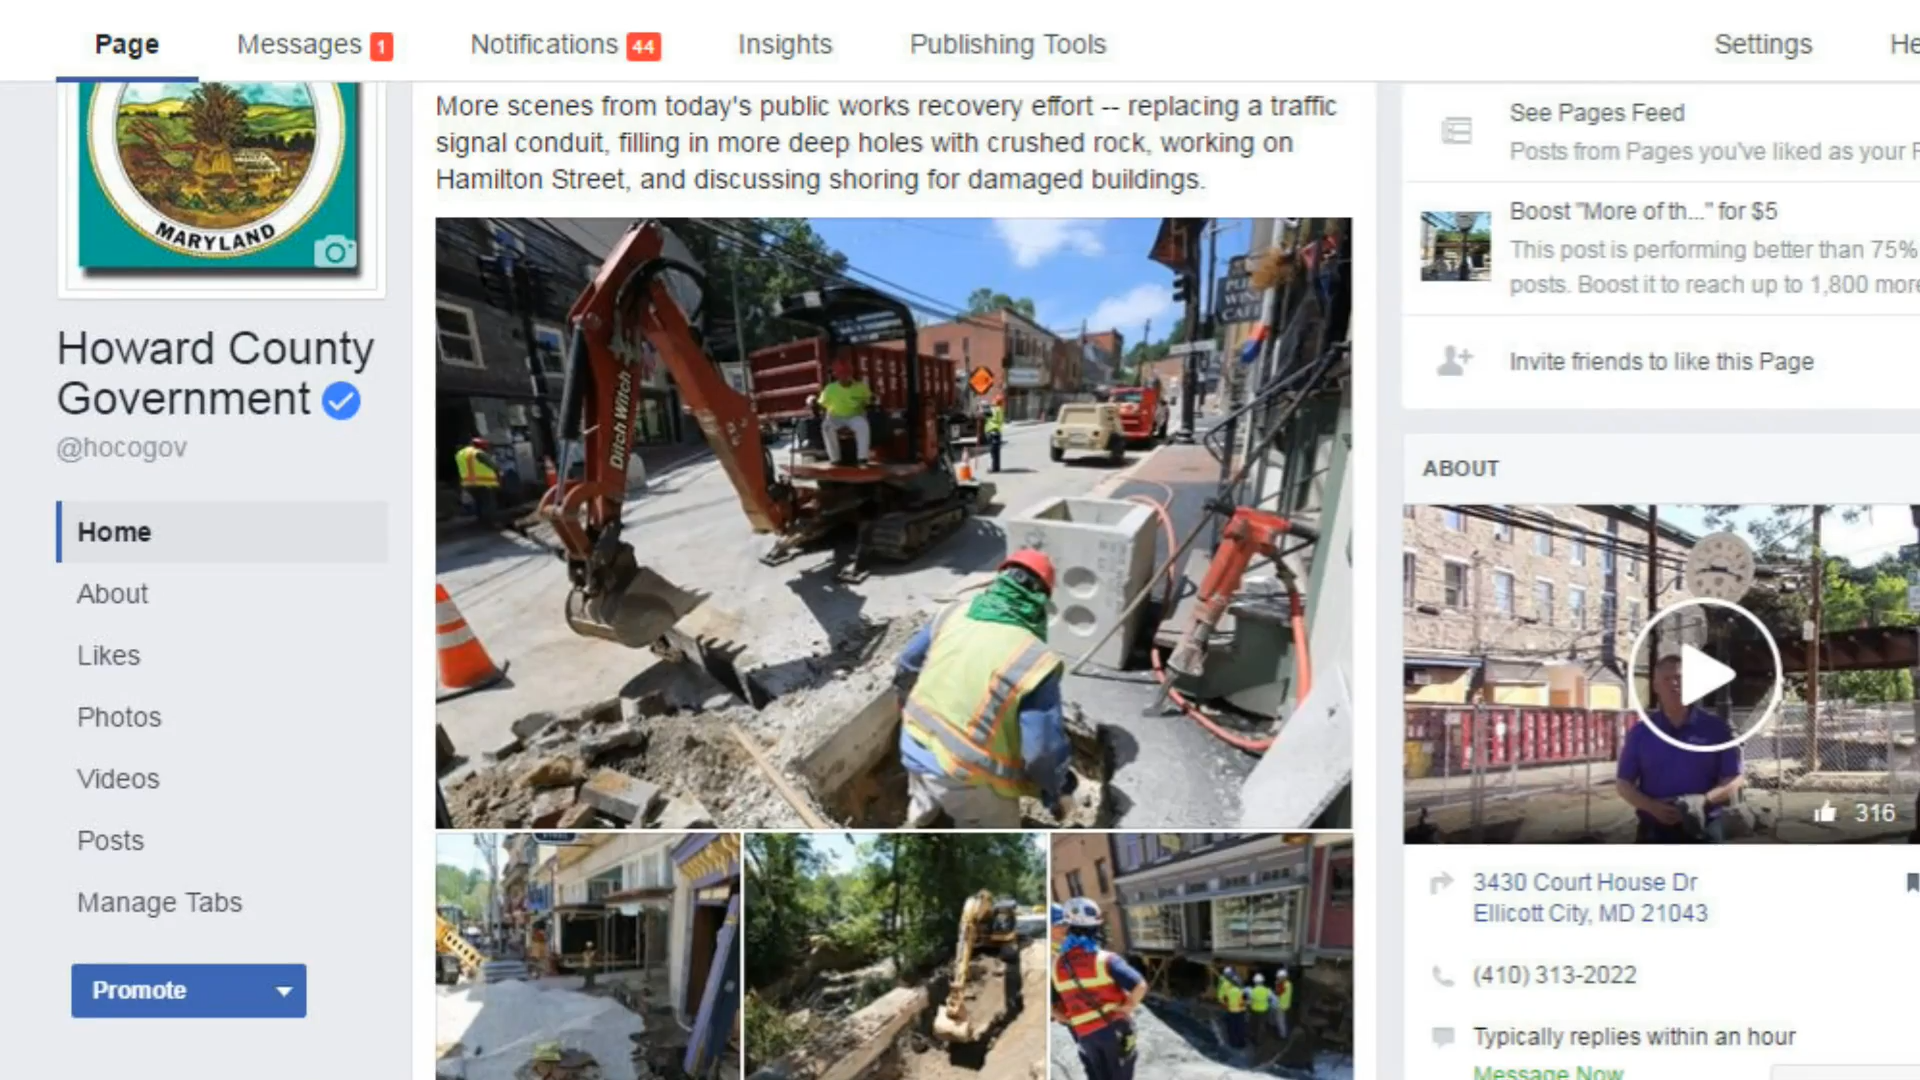 Page
Messages 1
Notifications 44
Insights
Publishing Tools
Settings
He
MARYLAND
Howard County
Government
@hocogov
Home
About
Likes
Photos
Videos
Posts
Manage Tabs
Promote
More scenes from today's public works recovery effort -- replacing a traffic
signal conduit, filling in more deep holes with crushed rock, working on
Hamilton Street, and discussing shoring for damaged buildings.
Ditch Witch
WINE
See Pages Feed
Posts from Pages you've liked as your
Boost "More of th..." for $5
This post is performing better than 75%
posts. Boost it to reach up to 1,800 more
Invite friends to like this Page
ABOUT
316
3430 Court House Dr
Ellicott City, MD 21043
(410) 313-2022
Typically replies within an hour
Message Now